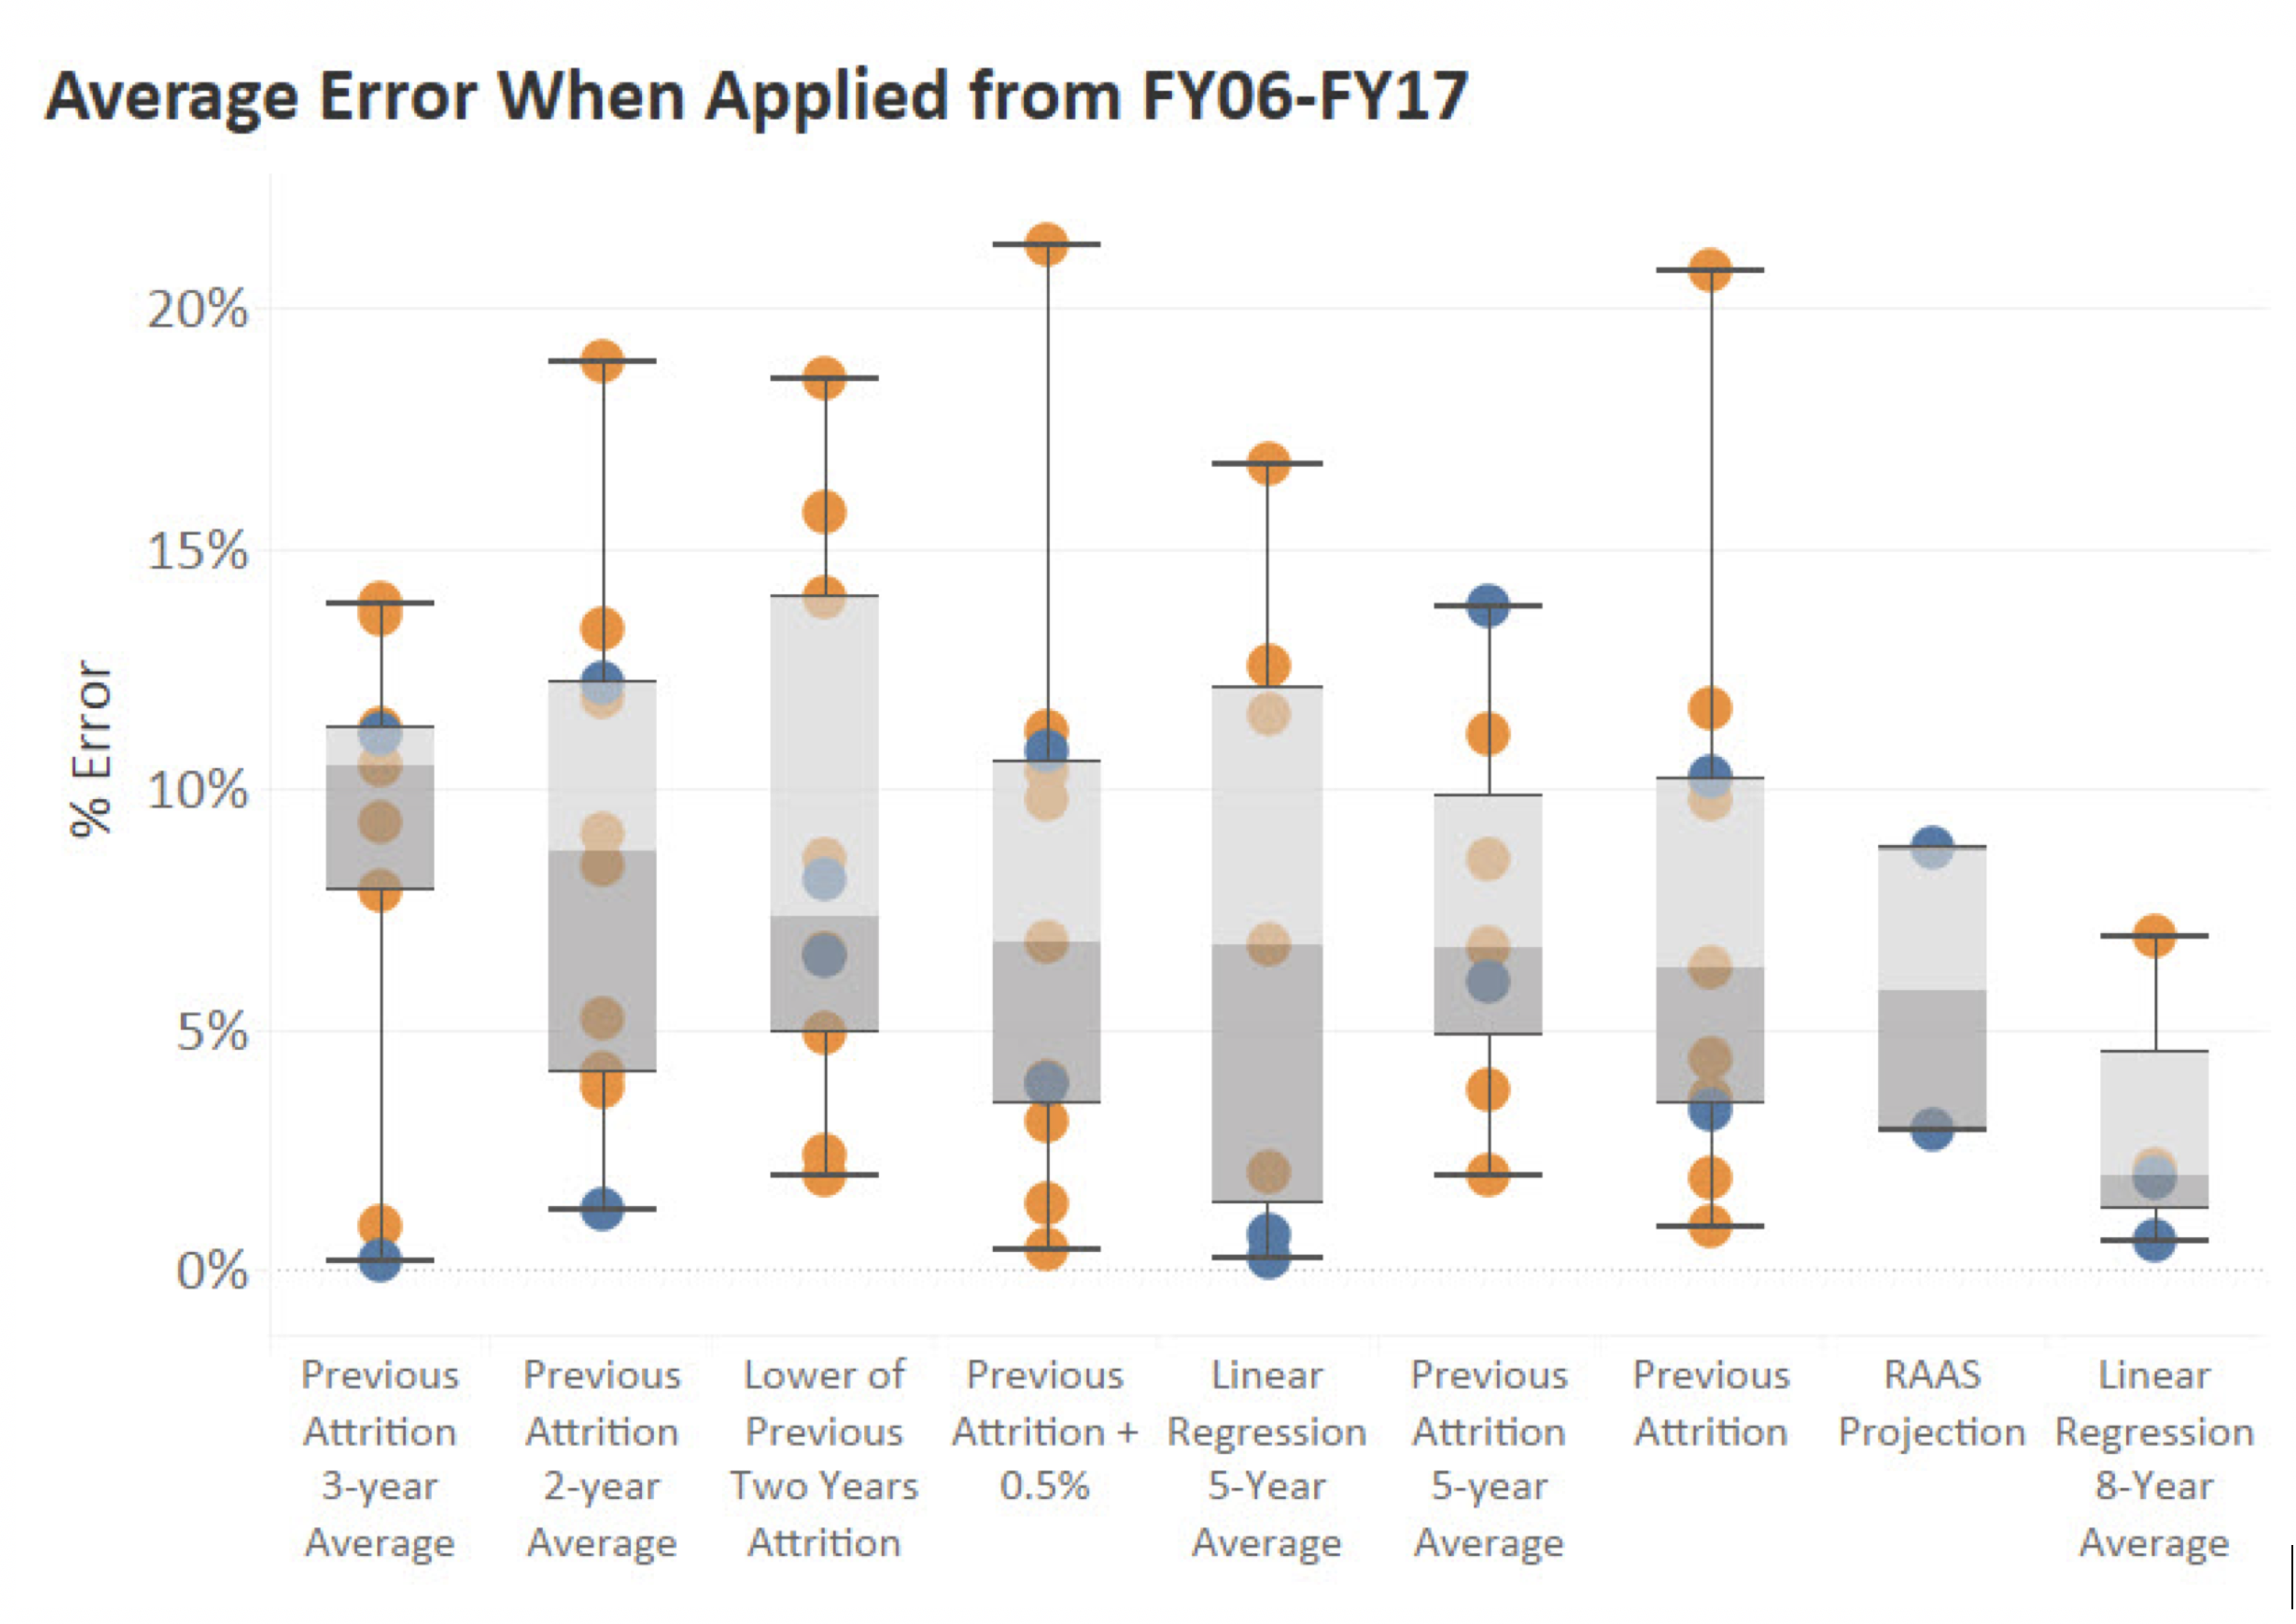 Average Error When Applied from FY06-FY17
% Error
20%
15%
10%
5%
0%
Previous
Attrition
3-year
Average
Previous
Attrition
2-year
Average
Lower of
Previous
Two Years
Attrition
Previous
Attrition +
0.5%
Linear
Regression
5-Year
Average
Previous
Attrition
5-year
Average
Previous
Attrition
RAAS
Projection
Linear
Regression
8-Year
Average